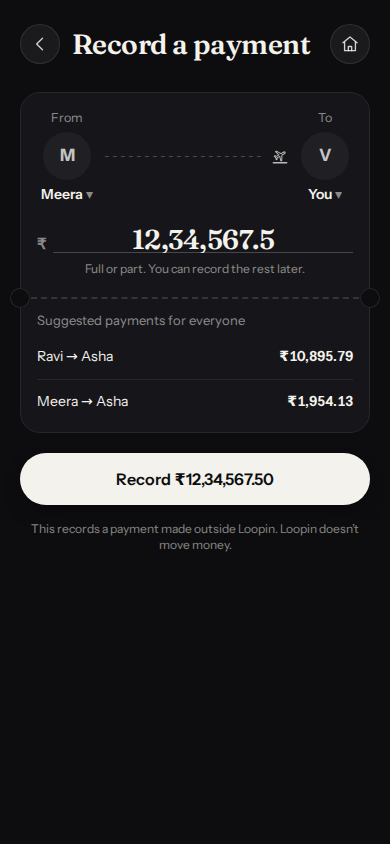 Record a payment
From
To
M
V
Meera ▾
You ▾
₹ 12,34,567.5
Full or part. You can record the rest later.
Suggested payments for everyone
Ravi → Asha ₹10,895.79
Meera → Asha ₹1,954.13
Record ₹12,34,567.50
This records a payment made outside Loopin. Loopin doesn't
move money.